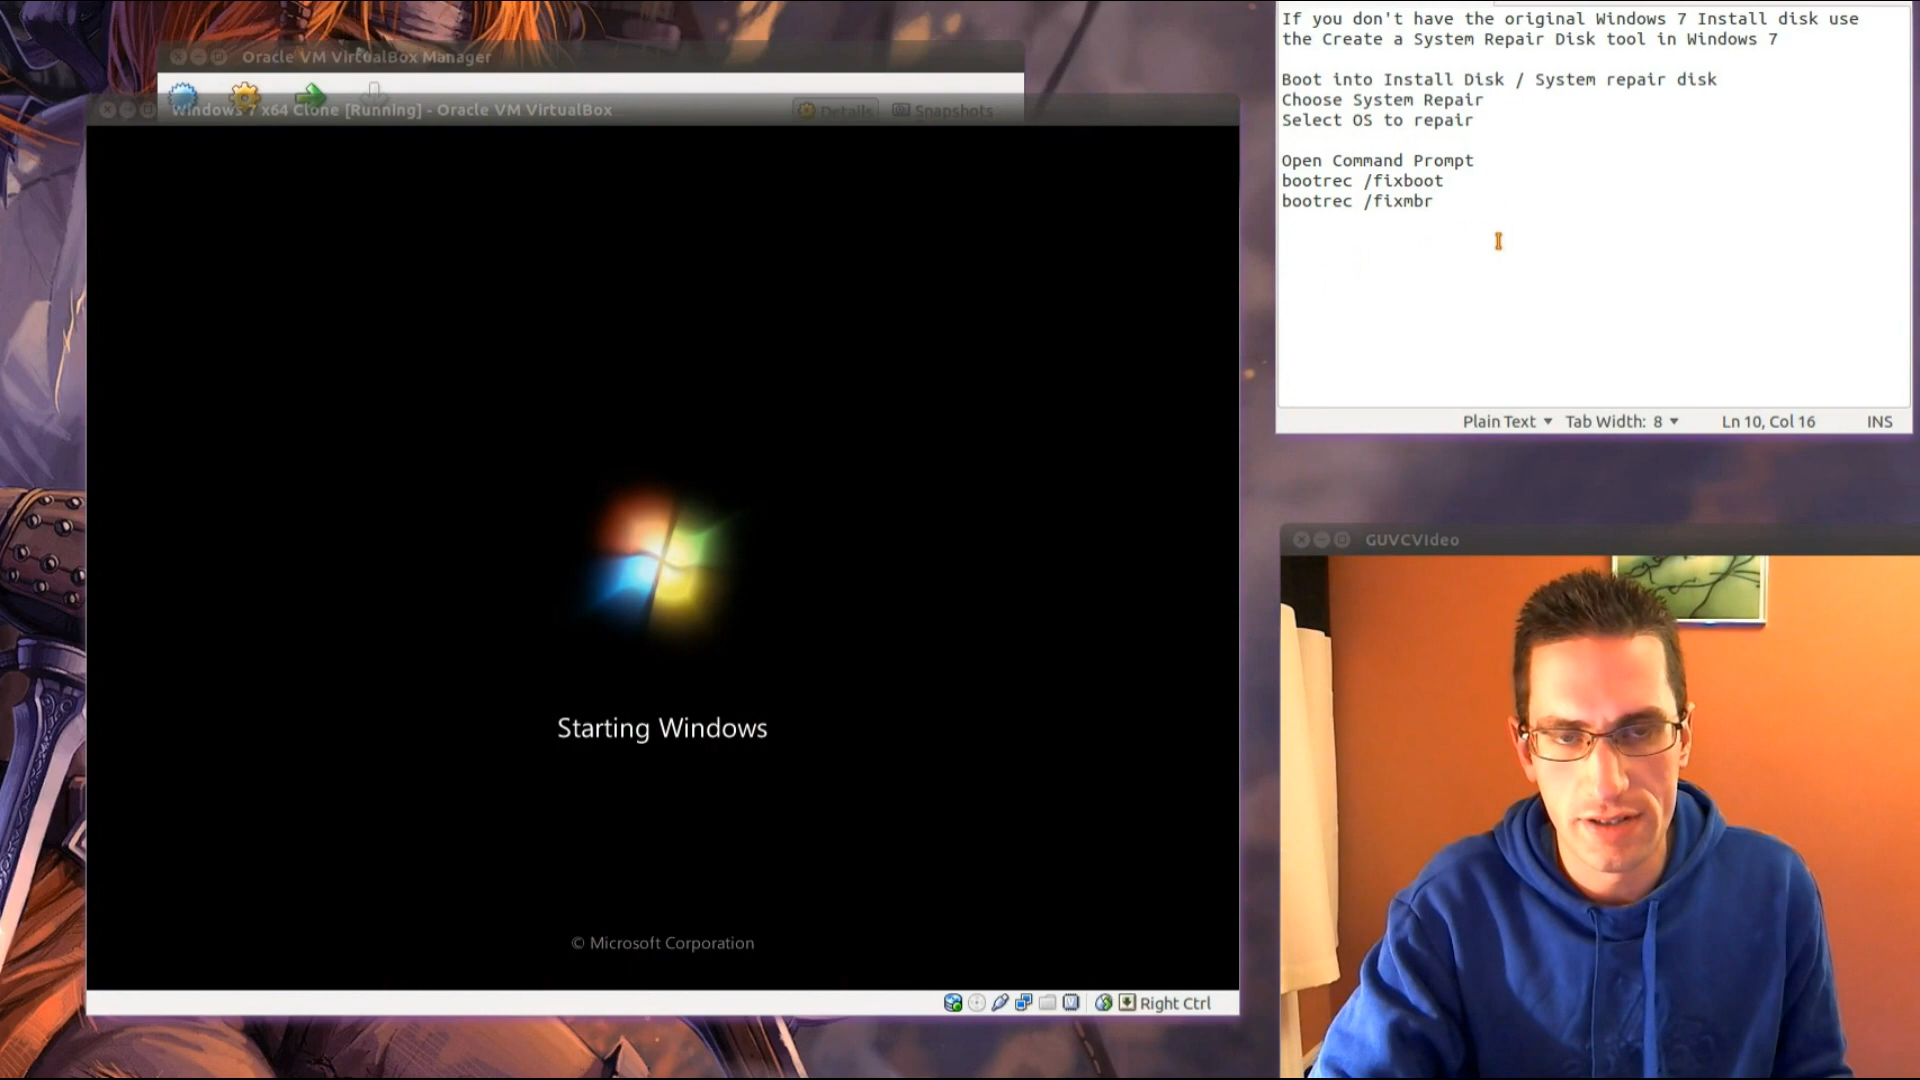 Oracle VM VirtualBox Manager
Windows 7 x64 Clone [Running] - Oracle VM VirtualBox
Details
Snapshots
Starting Windows
© Microsoft Corporation
Right Ctrl
If you don't have the original Windows 7 Install disk use
the Create a System Repair Disk tool in Windows 7
Boot into Install Disk / System repair disk
Choose System Repair
Select OS to repair
Open Command Prompt
bootrec /fixboot
bootrec /fixmbr
Plain Text
Tab Width: 8
Ln 10, Col 16
INS
GUVCVIdeo